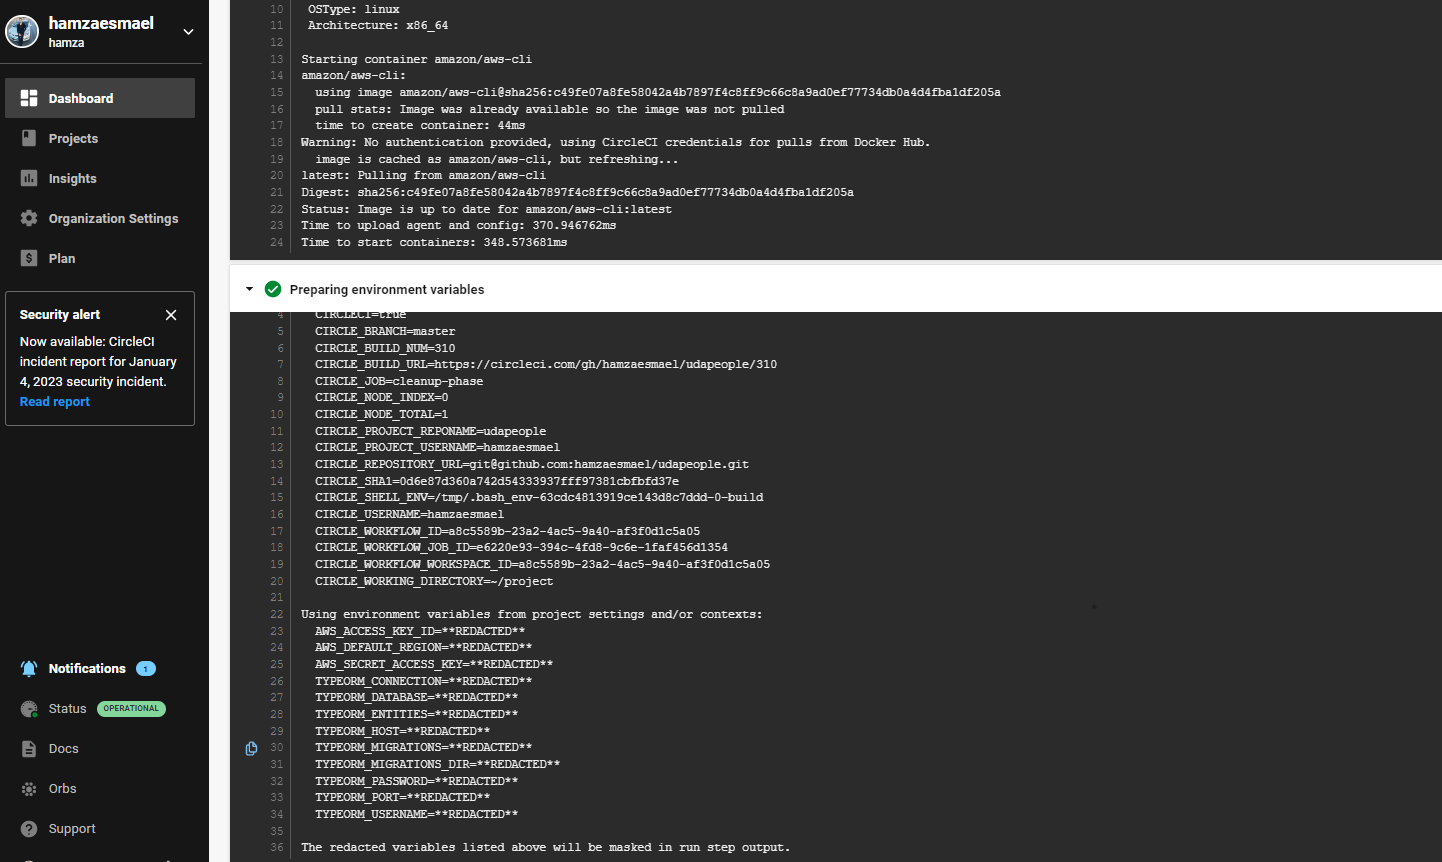 hamzaesmael
hamza
Dashboard
Projects
Insights
Organization Settings
Plan
Security alert
Now available: CircleCI
incident report for January
4, 2023 security incident.
Read report
Notifications 1
Status OPERATIONAL
Docs
Orbs
Support
10 OSType: linux
11 Architecture: x86_64
12
13 Starting container amazon/aws-cli
14 amazon/aws-cli:
15 using image amazon/aws-cli@sha256:c49fe07a8fe58042a4b7897f4c8ff9c66c8a9ad0ef77734db0a4d4fba1df205a
16 pull stats: Image was already available so the image was not pulled
17 time to create container: 44ms
18 Warning: No authentication provided, using CircleCI credentials for pulls from Docker Hub.
19 image is cached as amazon/aws-cli, but refreshing...
20 latest: Pulling from amazon/aws-cli
21 Digest: sha256:c49fe07a8fe58042a4b7897f4c8ff9c66c8a9ad0ef77734db0a4d4fba1df205a
22 Status: Image is up to date for amazon/aws-cli:latest
23 Time to upload agent and config: 370.946762ms
24 Time to start containers: 348.573681ms
Preparing environment variables
4 CIRCLECI=true
5 CIRCLE_BRANCH=master
6 CIRCLE_BUILD_NUM=310
7 CIRCLE_BUILD_URL=https://circleci.com/gh/hamzaesmael/udapeople/310
8 CIRCLE_JOB=cleanup-phase
9 CIRCLE_NODE_INDEX=0
10 CIRCLE_NODE_TOTAL=1
11 CIRCLE_PROJECT_REPONAME=udapeople
12 CIRCLE_PROJECT_USERNAME=hamzaesmael
13 CIRCLE_REPOSITORY_URL=git@github.com:hamzaesmael/udapeople.git
14 CIRCLE_SHA1=0d6e87d360a742d54333937fff97381cbfbfd37e
15 CIRCLE_SHELL_ENV=/tmp/.bash_env-63cdc4813919ce143d8c7ddd-0-build
16 CIRCLE_USERNAME=hamzaesmael
17 CIRCLE_WORKFLOW_ID=a8c5589b-23a2-4ac5-9a40-af3f0d1c5a05
18 CIRCLE_WORKFLOW_JOB_ID=e6220e93-394c-4fd8-9c6e-1faf456d1354
19 CIRCLE_WORKFLOW_WORKSPACE_ID=a8c5589b-23a2-4ac5-9a40-af3f0d1c5a05
20 CIRCLE_WORKING_DIRECTORY=~/project
21
22 Using environment variables from project settings and/or contexts:
23 AWS_ACCESS_KEY_ID=**REDACTED**
24 AWS_DEFAULT_REGION=**REDACTED**
25 AWS_SECRET_ACCESS_KEY=**REDACTED**
26 TYPEORM_CONNECTION=**REDACTED**
27 TYPEORM_DATABASE=**REDACTED**
28 TYPEORM_ENTITIES=**REDACTED**
29 TYPEORM_HOST=**REDACTED**
30 TYPEORM_MIGRATIONS=**REDACTED**
31 TYPEORM_MIGRATIONS_DIR=**REDACTED**
32 TYPEORM_PASSWORD=**REDACTED**
33 TYPEORM_PORT=**REDACTED**
34 TYPEORM_USERNAME=**REDACTED**
35
36 The redacted variables listed above will be masked in run step output.